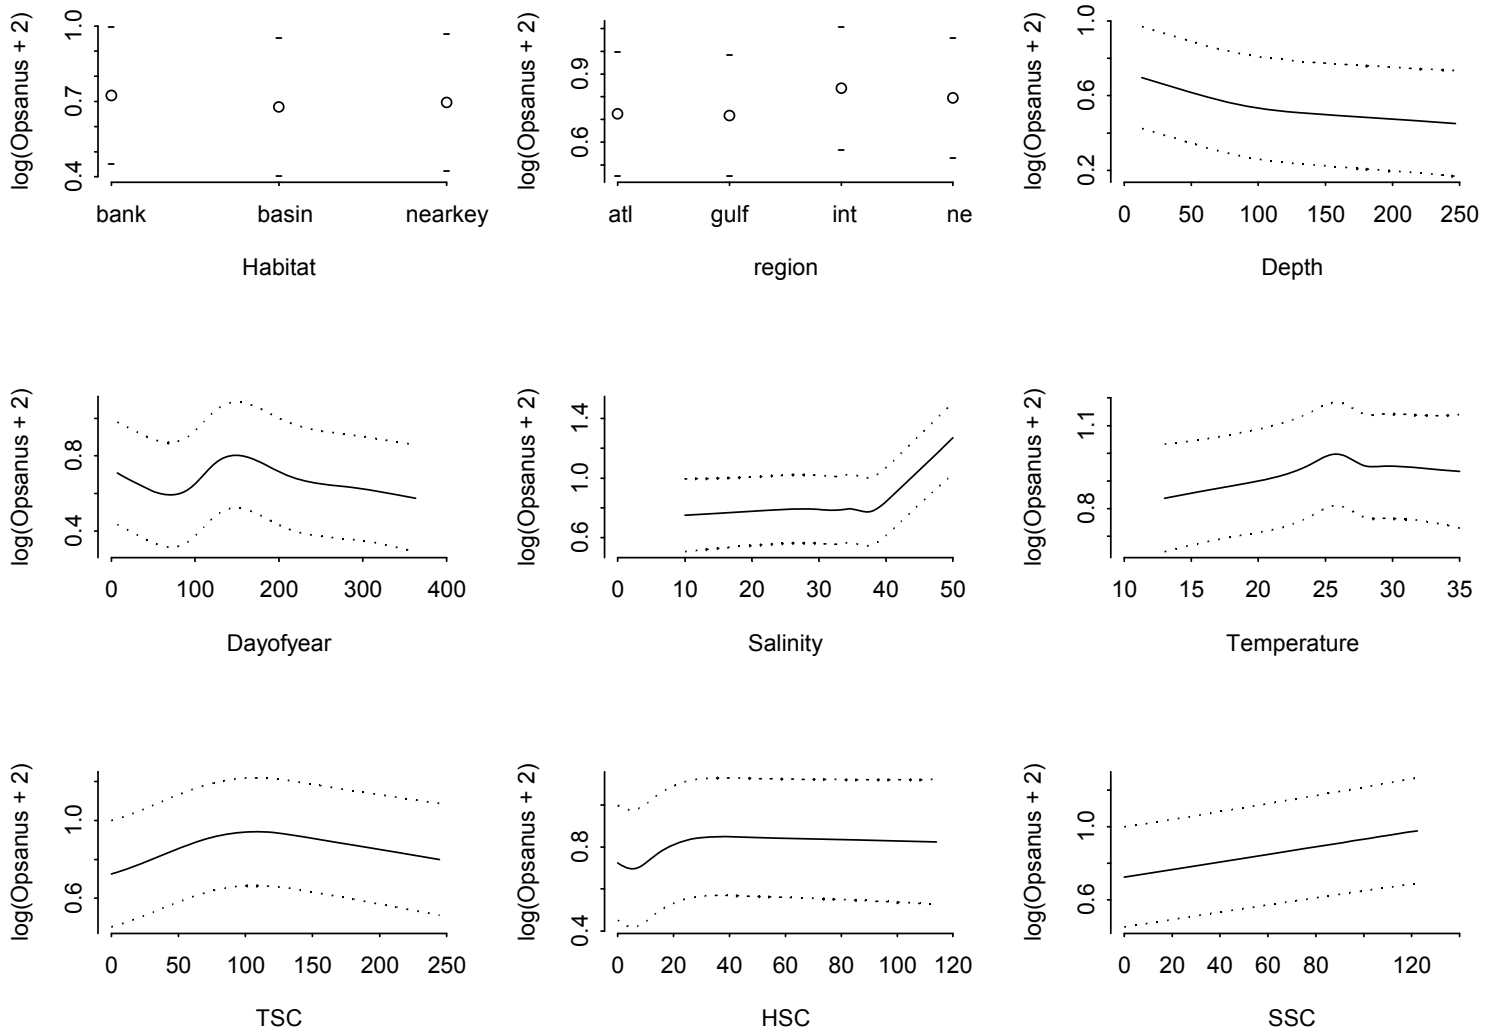 log(Opsanus + 2)
1.0
0.7
0.4
bank basin nearkey
Habitat
log(Opsanus + 2)
0.9
0.6
atl gulf int ne
region
log(Opsanus + 2)
1.0
0.6
0.2
0 50 100 150 200 250
Depth
log(Opsanus + 2)
0.8
0.4
0 100 200 300 400
Dayofyear
log(Opsanus + 2)
1.4
1.0
0.6
0 10 20 30 40 50
Salinity
log(Opsanus + 2)
1.1
0.8
10 15 20 25 30 35
Temperature
log(Opsanus + 2)
1.0
0.6
0 50 100 150 200 250
TSC
log(Opsanus + 2)
0.8
0.4
0 20 40 60 80 100 120
HSC
log(Opsanus + 2)
1.0
0.6
0 20 40 60 80 120
SSC